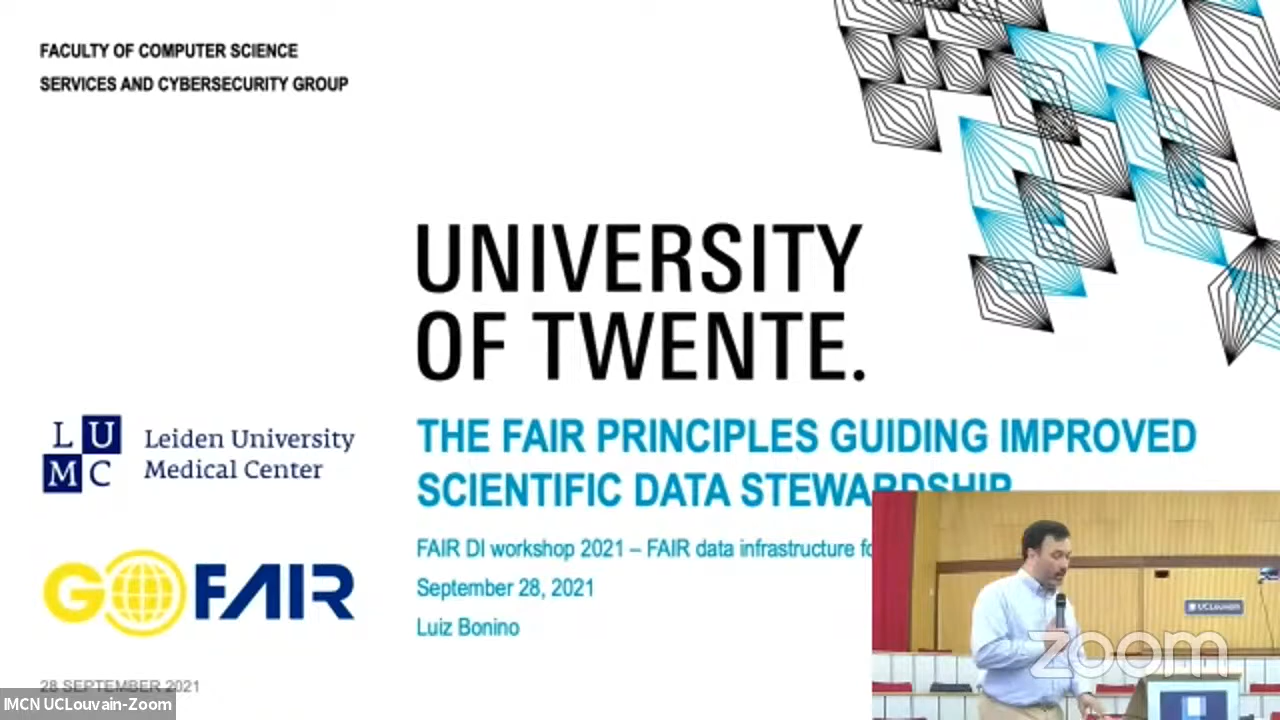 FACULTY OF COMPUTER SCIENCE
SERVICES AND CYBERSECURITY GROUP
UNIVERSITY
OF TWENTE.
L U
M C
Leiden University
Medical Center
THE FAIR PRINCIPLES GUIDING IMPROVED
SCIENTIFIC DATA STEWARDSHIP
FAIR DI workshop 2021 – FAIR data infrastructure
September 28, 2021
Luiz Bonino
GO FAIR
28 SEPTEMBER 2021
IMCN UCLouvain-Zoom
UCLouvain
zoom